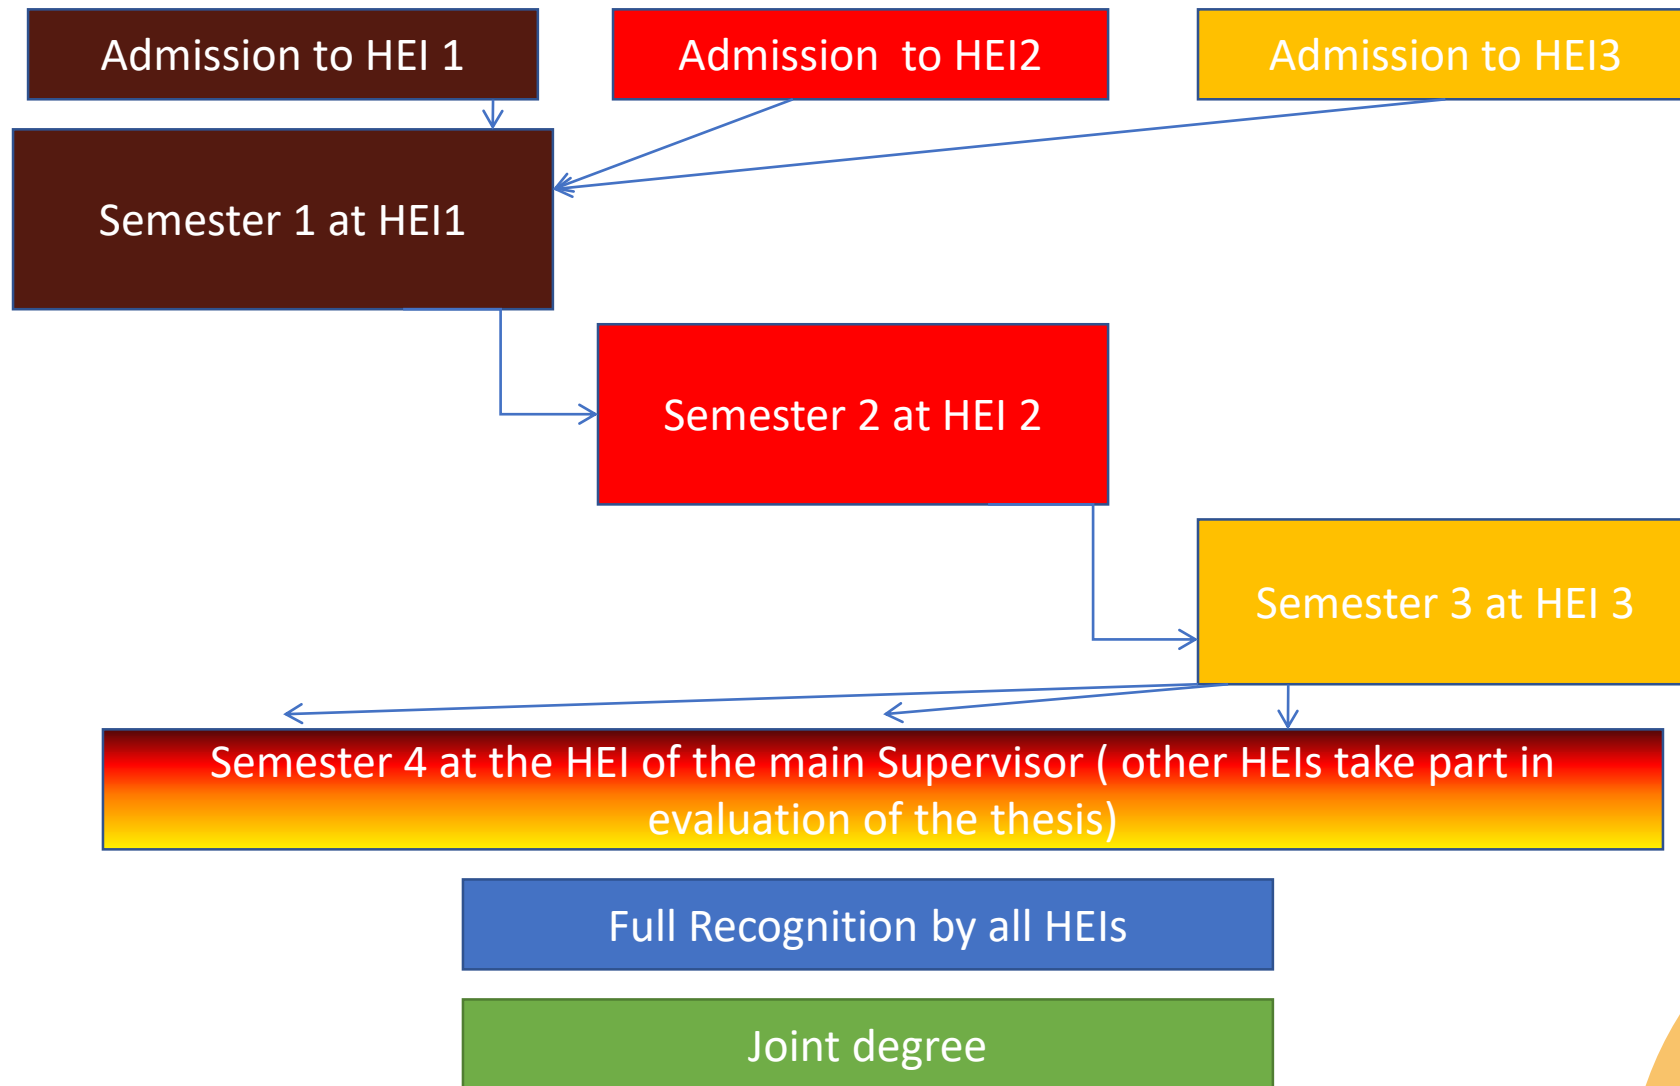 Admission to HEI 1
Admission  to HEI2
Admission to HEI3
Semester 1 at HEI1
Semester 2 at HEI 2
Semester 3 at HEI 3
Semester 4 at the HEI of the main Supervisor ( other HEIs take part in
evaluation of the thesis)
Full Recognition by all HEIs
Joint degree